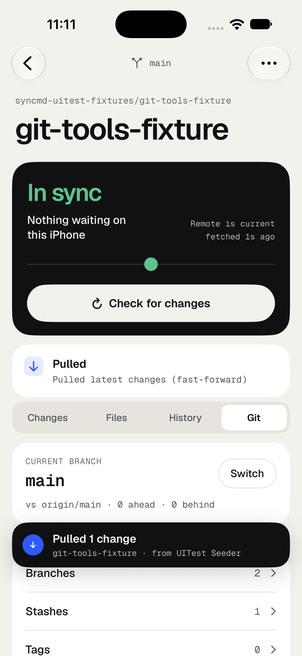 11:11
main
syncmd-uitest-fixtures/git-tools-fixture
git-tools-fixture
In sync
Nothing waiting on
this iPhone
Remote is current
fetched 1s ago
Check for changes
Pulled
Pulled latest changes (fast-forward)
Changes Files History Git
CURRENT BRANCH
main
Switch
vs origin/main · 0 ahead · 0 behind
Pulled 1 change
git-tools-fixture · from UITest Seeder
Branches 2
Stashes 1
Tags 0